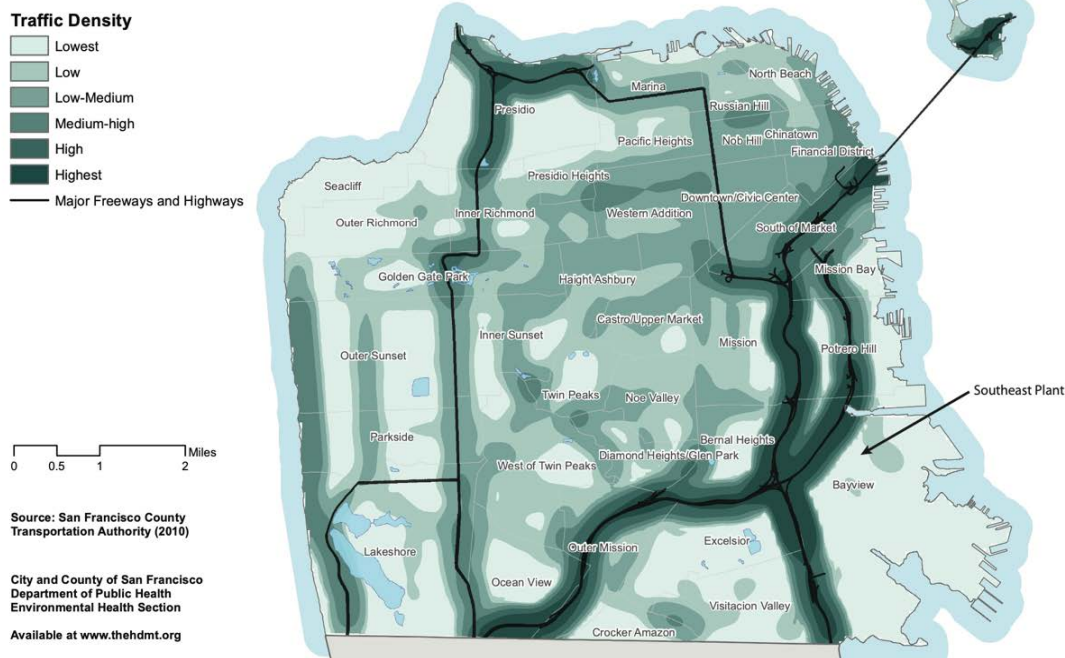 Traffic Density
Lowest
Low
Low-Medium
Medium-high
High
Highest
Major Freeways and Highways
North Beach
Marina
Russian Hill
Presidio
Chinatown
Nob Hill
Pacific Heights
Financial District
Presidio Heights
Seacliff
Downtown/Civic Center
Inner Richmond
Western Addition
Outer Richmond
South of Market
Mission Bay
Golden Gate Park
Haight Ashbury
Castro/Upper Market
Inner Sunset
Mission
Potrero Hill
Outer Sunset
Southeast Plant
Twin Peaks
Noe Valley
Parkside
Bernal Heights
Diamond Heights/Glen Park
West of Twin Peaks
Bayview
Excelsior
Outer Mission
Lakeshore
Ocean View
Visitacion Valley
Crocker Amazon
0 0.5 1 2 Miles
Source: San Francisco County
Transportation Authority (2010)
City and County of San Francisco
Department of Public Health
Environmental Health Section
Available at www.thehdmt.org